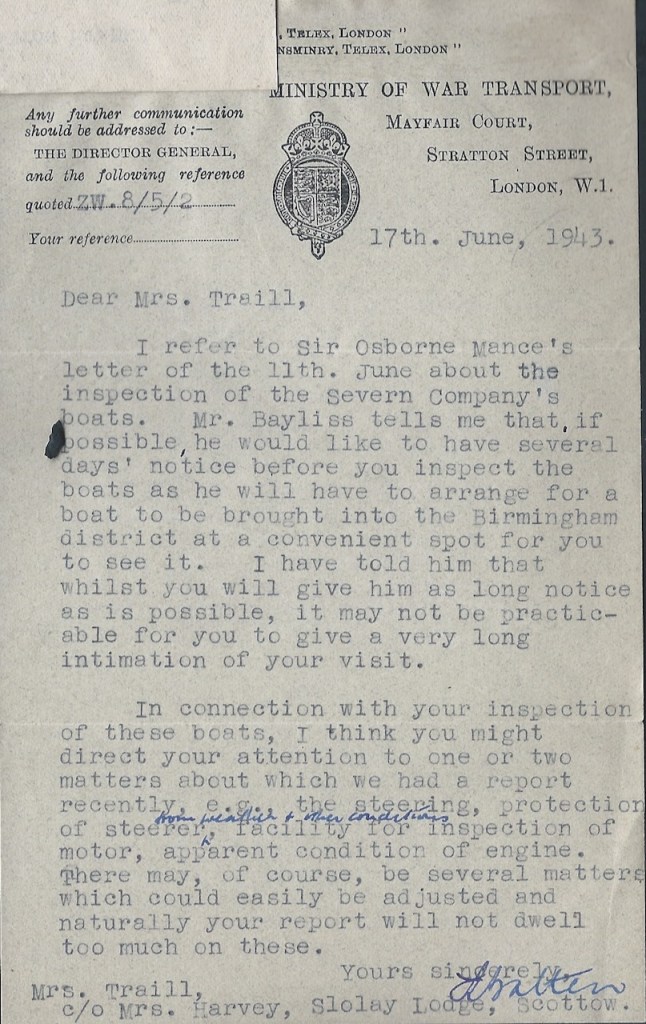 , TELEX, LONDON "
NSMINRY, TELEX, LONDON "
MINISTRY OF WAR TRANSPORT,
MAYFAIR COURT,
STRATTON STREET,
LONDON, W.1.
Any further communication
should be addressed to:—
THE DIRECTOR GENERAL,
and the following reference
quoted ZW.8/5/2
Your reference
17th. June, 1943.
Dear Mrs. Traill,
I refer to Sir Osborne Mance's
letter of the 11th. June about the
inspection of the Severn Company's
boats. Mr. Bayliss tells me that, if
possible, he would like to have several
days' notice before you inspect the
boats as he will have to arrange for a
boat to be brought into the Birmingham
district at a convenient spot for you
to see it. I have told him that
whilst you will give him as long notice
as is possible, it may not be practic-
able for you to give a very long
intimation of your visit.
In connection with your inspection
of these boats, I think you might
direct your attention to one or two
matters about which we had a report
recently, e.g., the steering, protection
from weather & other conditions
of steerer, facility for inspection of
motor, apparent condition of engine.
There may, of course, be several matters
which could easily be adjusted and
naturally your report will not dwell
too much on these.
Yours sincerely,
Mrs. Traill,
c/o Mrs. Harvey, Slolay Lodge, Scottow.